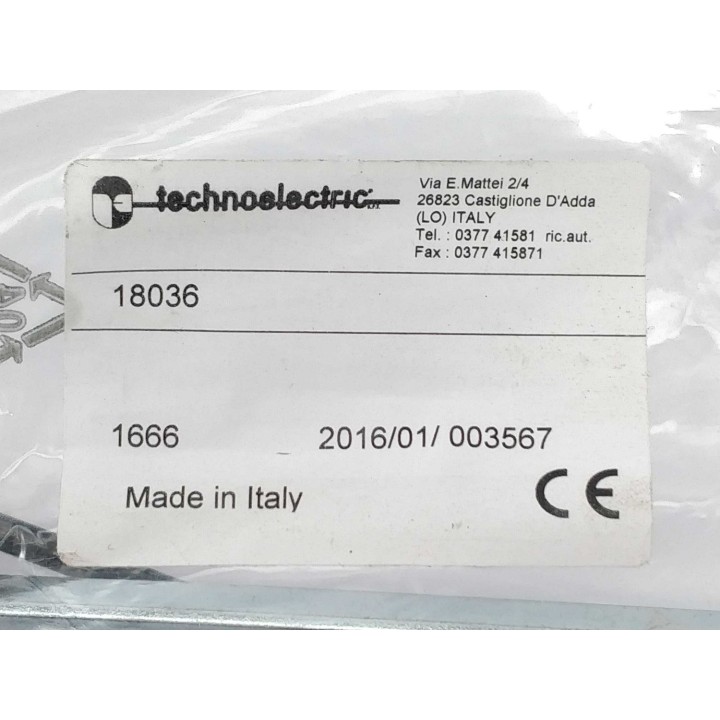 technoelectric
Via E.Mattei 2/4
26823 Castiglione D'Adda
(LO) ITALY
Tel. : 0377 41581 ric.aut.
Fax : 0377 415871
18036
1666 2016/01/ 003567
Made in Italy
CE